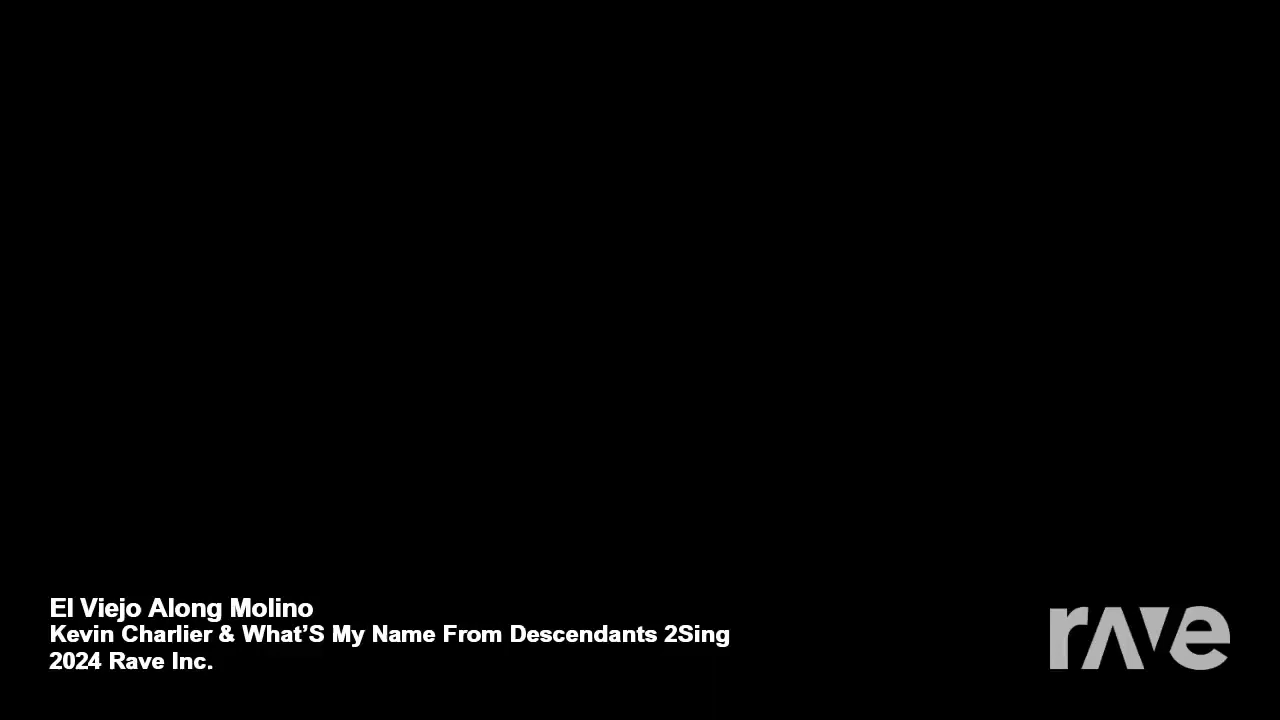 El Viejo Along Molino
Kevin Charlier & What’S My Name From Descendants 2Sing
2024 Rave Inc.
rave